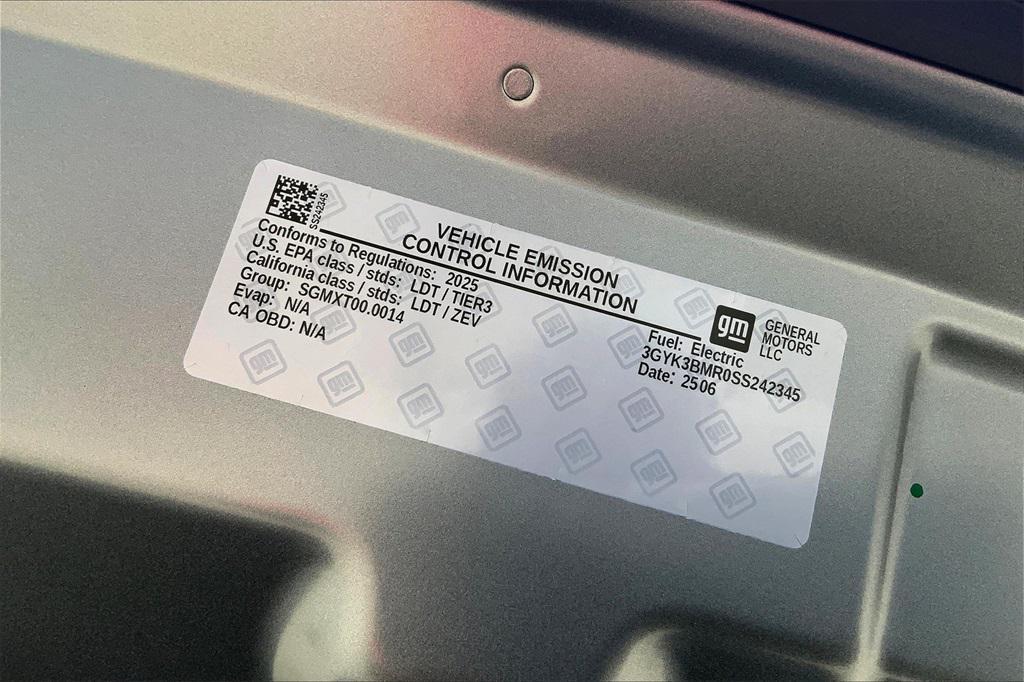 SS242345
VEHICLE EMISSION
CONTROL INFORMATION
Conforms to Regulations: 2025
U.S. EPA class / stds: LDT / TIER3
California class / stds: LDT / ZEV
Group: SGMXT00.0014
Evap: N/A
CA OBD: N/A
gm GENERAL
MOTORS
LLC
Fuel: Electric
3GYK3BMR0SS242345
Date: 2506